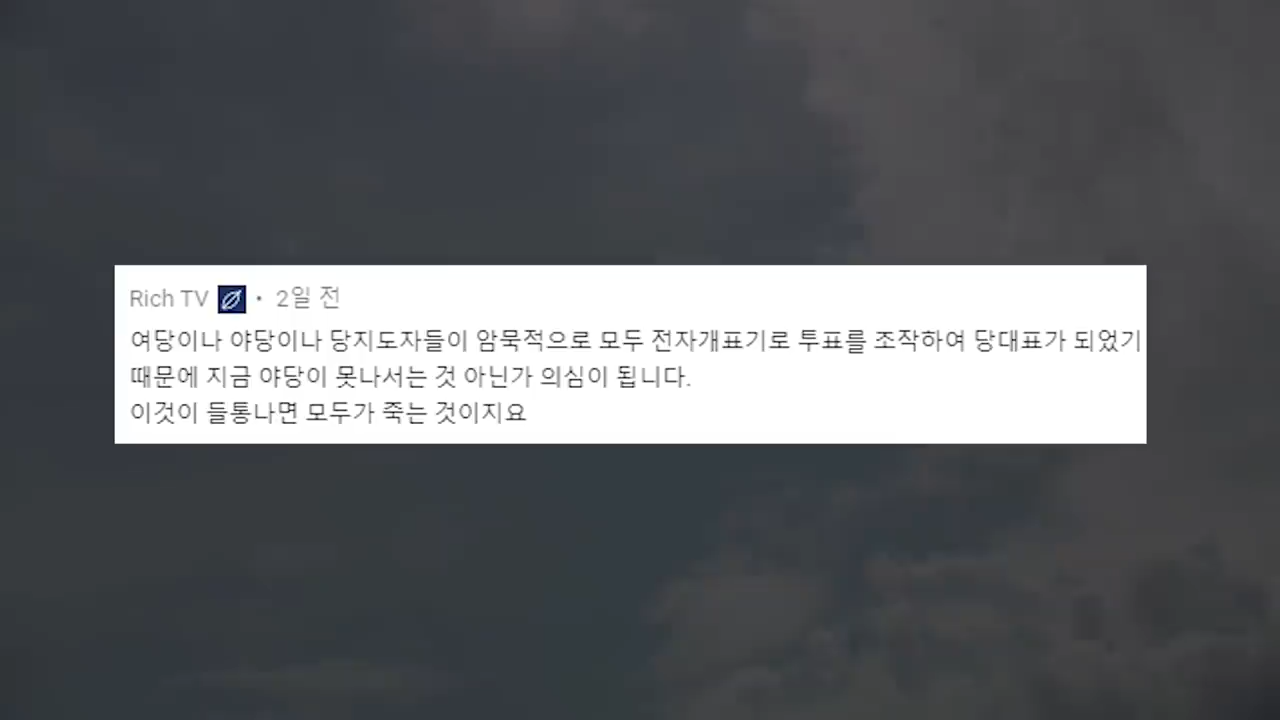 Rich TV • 2일 전
여당이나 야당이나 당지도자들이 암묵적으로 모두 전자개표기로 투표를 조작하여 당대표가 되었기
때문에 지금 야당이 못나서는 것 아닌가 의심이 됩니다.
이것이 들통나면 모두가 죽는 것이지요